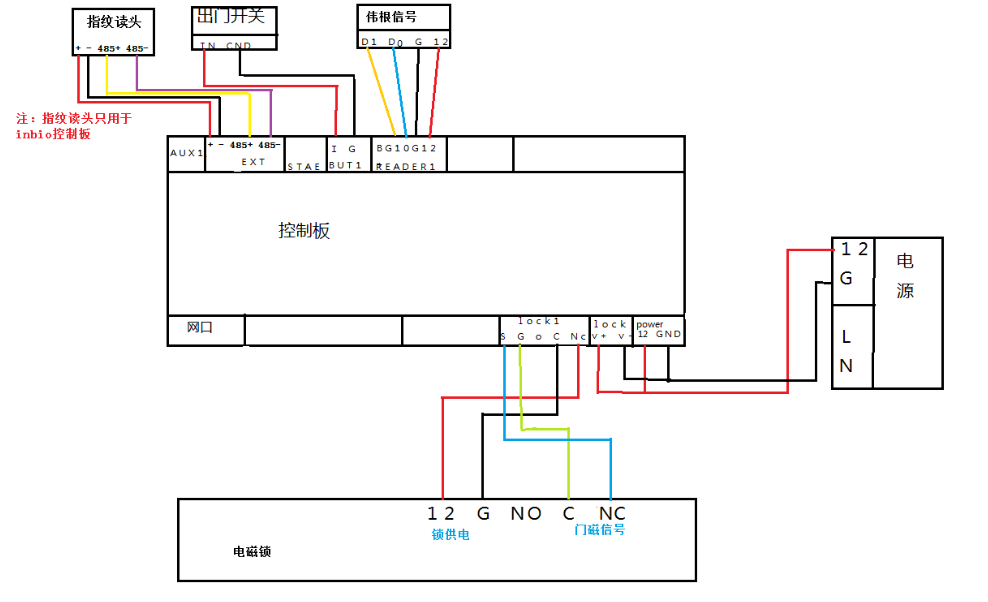 指纹读头
+ - 485+ 485-
出门开关
IN GND
韦根信号
D1 D0 G 12
注：指纹读头只用于
inbio控制板
AUX1
+ - 485+ 485-
EXT
STAE
I G
BUT1
BG10G12
READER1
控制板
网口
lock1
S G o C Nc
lock
v+ v-
power
12 GND
12
G
L
N
电
源
12 G NO C NC
锁供电
门磁信号
电磁锁